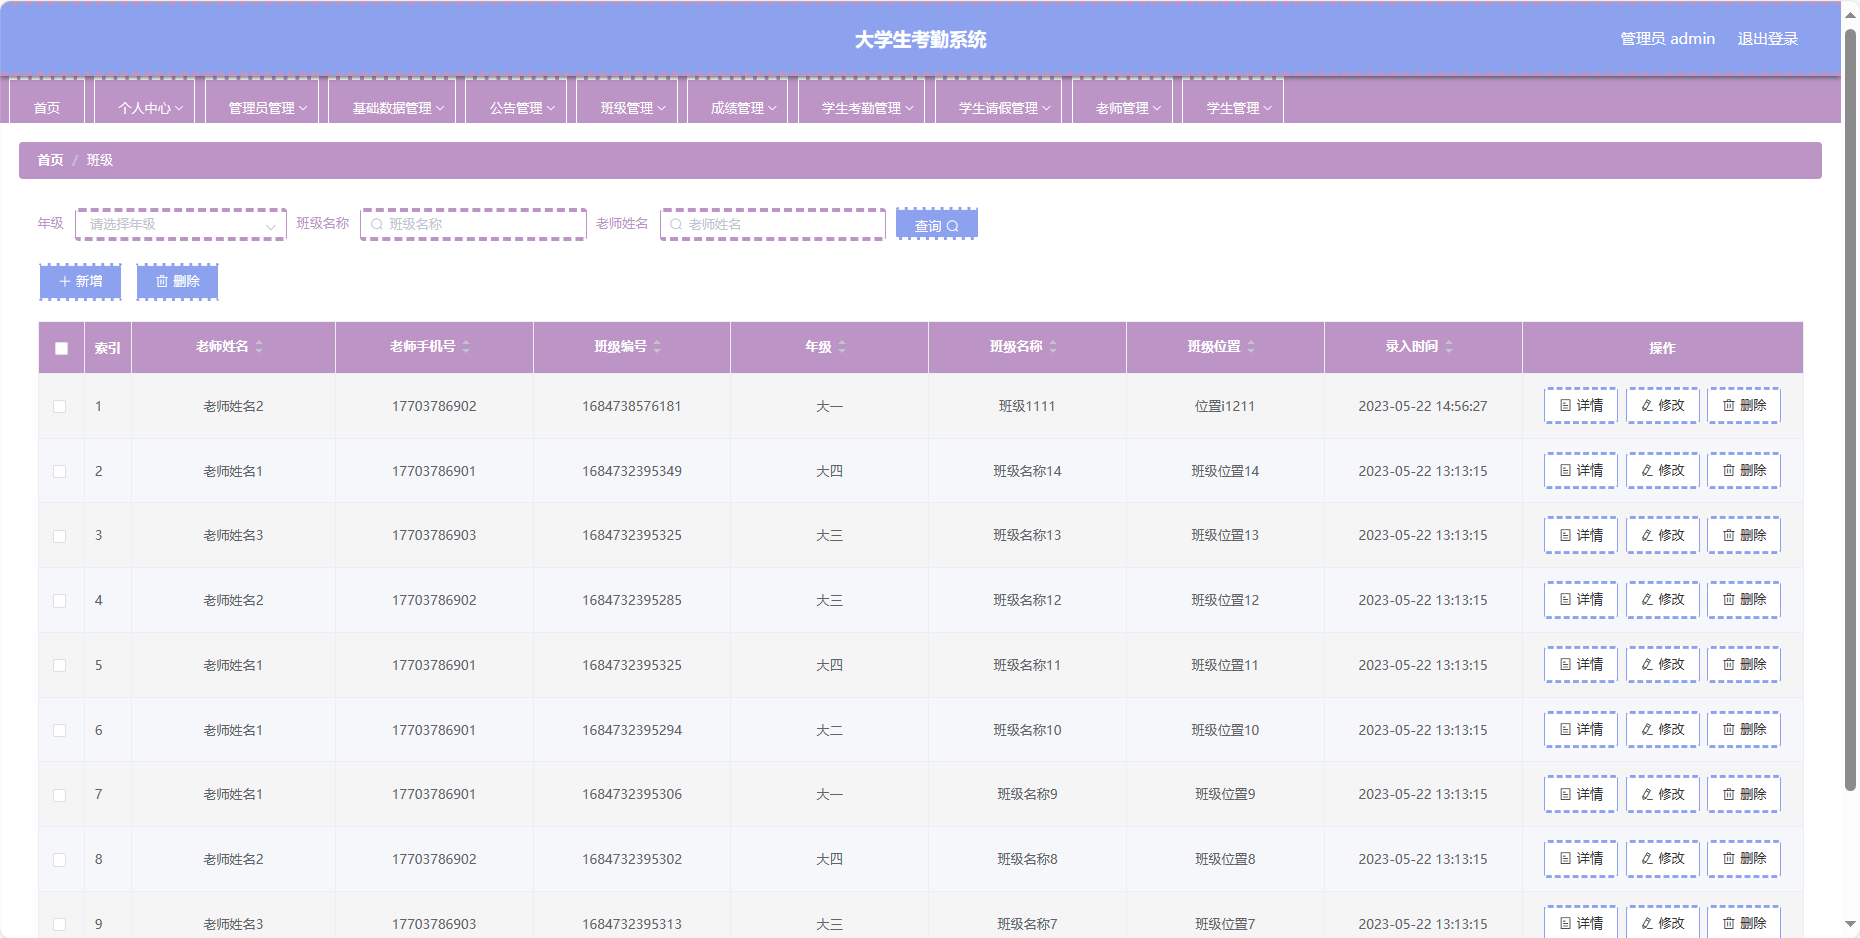 大学生考勤系统
管理员 admin 退出登录
首页 个人中心 管理员管理 基础数据管理 公告管理 班级管理 成绩管理 学生考勤管理 学生请假管理 老师管理 学生管理
首页 / 班级
年级 请选择年级 班级名称 班级名称 老师姓名 老师姓名 查询
新增 删除
索引 老师姓名 老师手机号 班级编号 年级 班级名称 班级位置 录入时间 操作
1 老师姓名2 17703786902 1684738576181 大一 班级1111 位置i1211 2023-05-22 14:56:27 详情 修改 删除
2 老师姓名1 17703786901 1684732395349 大四 班级名称14 班级位置14 2023-05-22 13:13:15 详情 修改 删除
3 老师姓名3 17703786903 1684732395325 大三 班级名称13 班级位置13 2023-05-22 13:13:15 详情 修改 删除
4 老师姓名2 17703786902 1684732395285 大三 班级名称12 班级位置12 2023-05-22 13:13:15 详情 修改 删除
5 老师姓名1 17703786901 1684732395325 大四 班级名称11 班级位置11 2023-05-22 13:13:15 详情 修改 删除
6 老师姓名1 17703786901 1684732395294 大二 班级名称10 班级位置10 2023-05-22 13:13:15 详情 修改 删除
7 老师姓名1 17703786901 1684732395306 大一 班级名称9 班级位置9 2023-05-22 13:13:15 详情 修改 删除
8 老师姓名2 17703786902 1684732395302 大四 班级名称8 班级位置8 2023-05-22 13:13:15 详情 修改 删除
9 老师姓名3 17703786903 1684732395313 大三 班级名称7 班级位置7 2023-05-22 13:13:15 详情 修改 删除